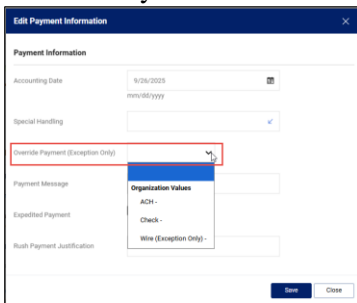 Edit Payment Information
Payment Information
Accounting Date
9/26/2025
mm/dd/yyyy
Special Handling
Override Payment (Exception Only)
Organization Values
ACH -
Check -
Wire (Exception Only) -
Payment Message
Expedited Payment
Rush Payment Justification
Save
Close